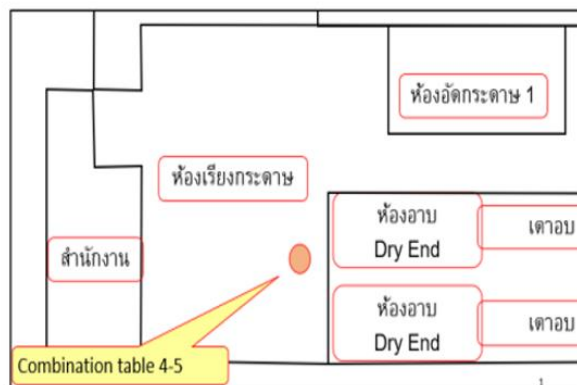 ห้องอัดกระดาษ 1
ห้องเรียงกระดาษ
ห้องอาบ
Dry End
เตาอบ
สำนักงาน
ห้องอาบ
Dry End
เตาอบ
Combination table 4-5
1